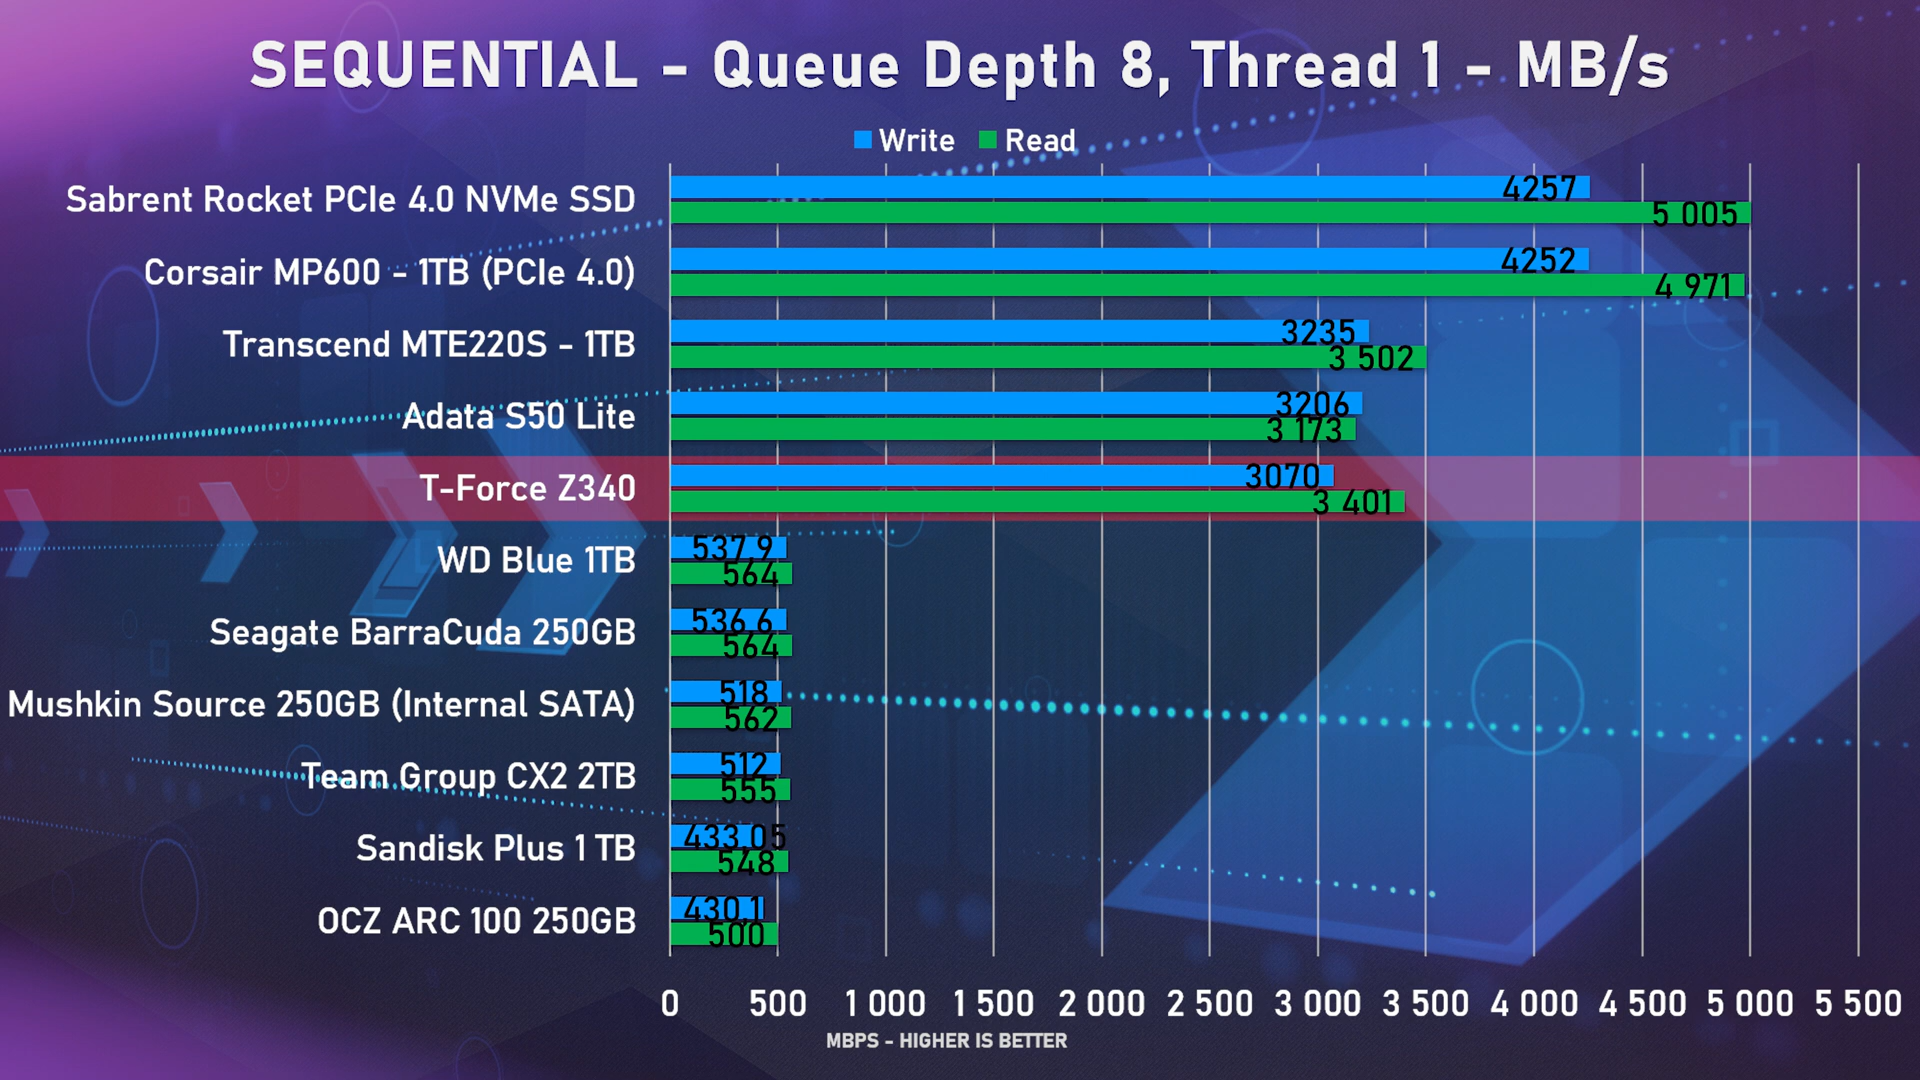 SEQUENTIAL - Queue Depth 8, Thread 1 - MB/s
Write Read
Sabrent Rocket PCIe 4.0 NVMe SSD 4257
5 005
Corsair MP600 - 1TB (PCIe 4.0) 4252
4 971
Transcend MTE220S - 1TB 3235
3 502
Adata S50 Lite 3206
3 173
T-Force Z340 3070
3 401
WD Blue 1TB 537,9
564
Seagate BarraCuda 250GB 536,6
564
Mushkin Source 250GB (Internal SATA) 518
562
Team Group CX2 2TB 512
555
Sandisk Plus 1 TB 433,05
548
OCZ ARC 100 250GB 430,1
500
0 500 1 000 1 500 2 000 2 500 3 000 3 500 4 000 4 500 5 000 5 500
MBPS - HIGHER IS BETTER